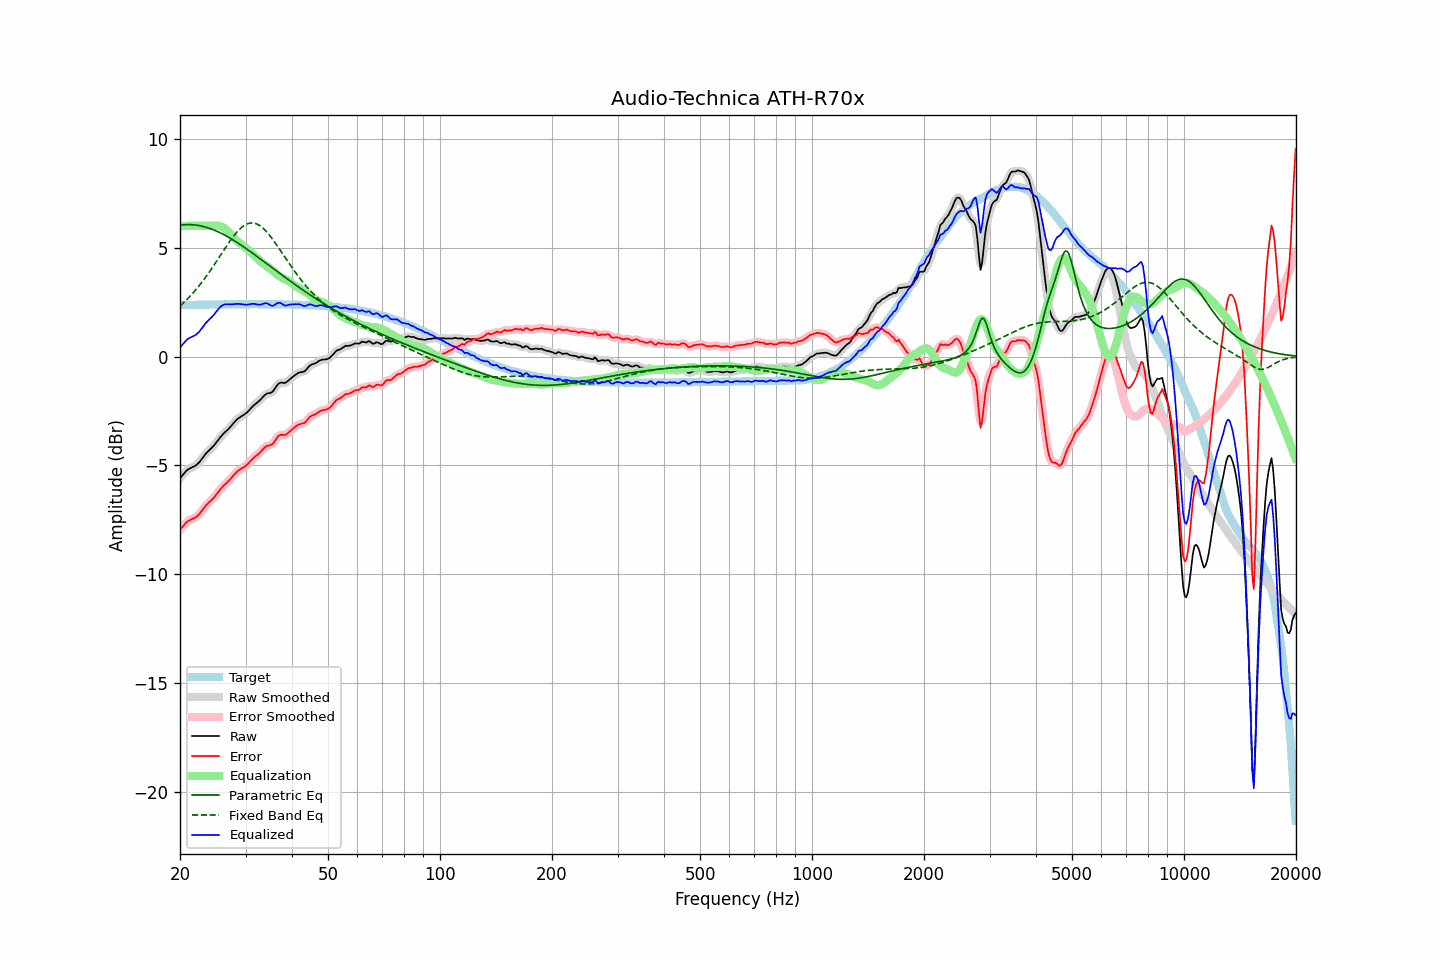 Audio-Technica ATH-R70x
10
5
0
−5
−10
−15
−20
Amplitude (dBr)
Target
Raw Smoothed
Error Smoothed
Raw
Error
Equalization
Parametric Eq
Fixed Band Eq
Equalized
20 50 100 200 500 1000 2000 5000 10000 20000
Frequency (Hz)